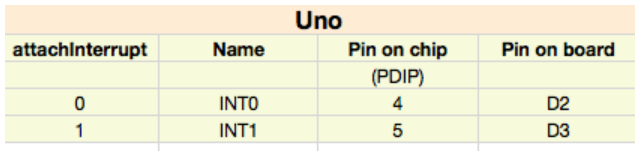 Uno
attachInterrupt Name Pin on chip Pin on board
(PDIP)
0 INT0 4 D2
1 INT1 5 D3